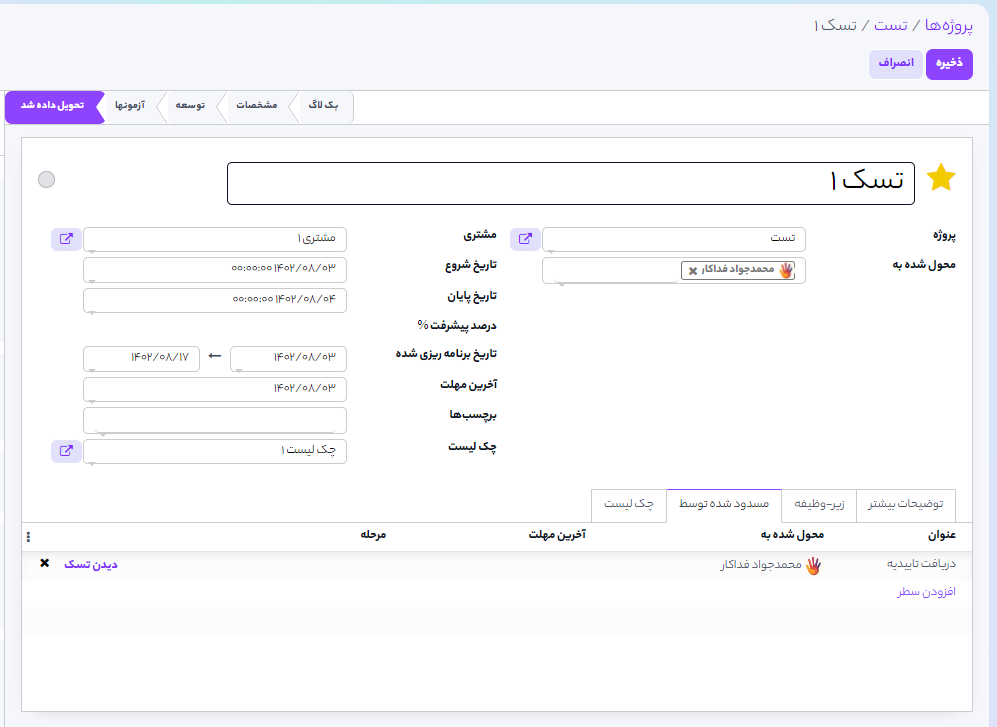 پروژه‌ها / تست / تسک ۱
ذخیره
انصراف
بک لاگ
مشخصات
توسعه
آزمونها
تحویل داده شد
تسک ۱
پروژه
تست
محول شده به
محمدجواد فداکار
مشتری
مشتری ۱
تاریخ شروع
۱۴۰۲/۰۸/۰۳ ۰۰:۰۰:۰۰
تاریخ پایان
۱۴۰۲/۰۸/۰۴ ۰۰:۰۰:۰۰
درصد پیشرفت %
تاریخ برنامه ریزی شده
۱۴۰۲/۰۸/۰۳ ← ۱۴۰۲/۰۸/۱۷
آخرین مهلت
۱۴۰۲/۰۸/۰۳
برچسب‌ها
چک لیست
چک لیست ۱
توضیحات بیشتر
زیر-وظیفه
مسدود شده توسط
چک لیست
عنوان
محول شده به
آخرین مهلت
مرحله
دریافت تاییدیه
محمدجواد فداکار
دیدن تسک
افزودن سطر